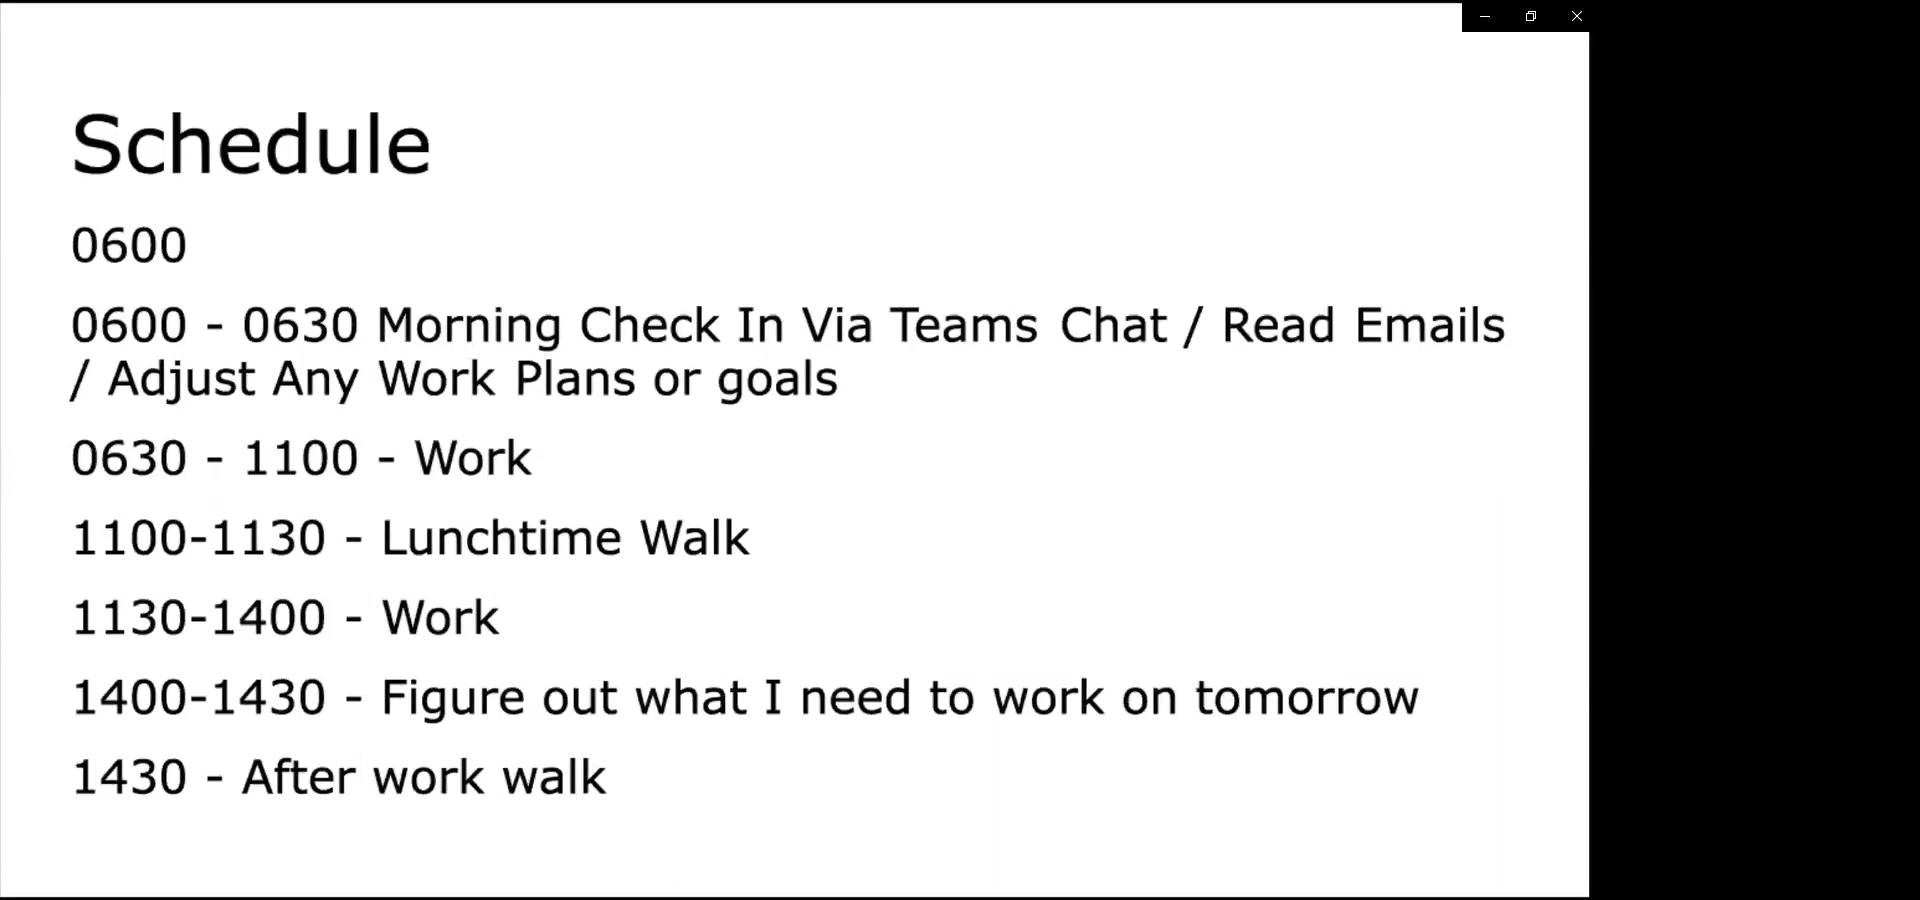 Schedule
0600
0600 - 0630 Morning Check In Via Teams Chat / Read Emails
/ Adjust Any Work Plans or goals
0630 - 1100 - Work
1100-1130 - Lunchtime Walk
1130-1400 - Work
1400-1430 - Figure out what I need to work on tomorrow
1430 - After work walk